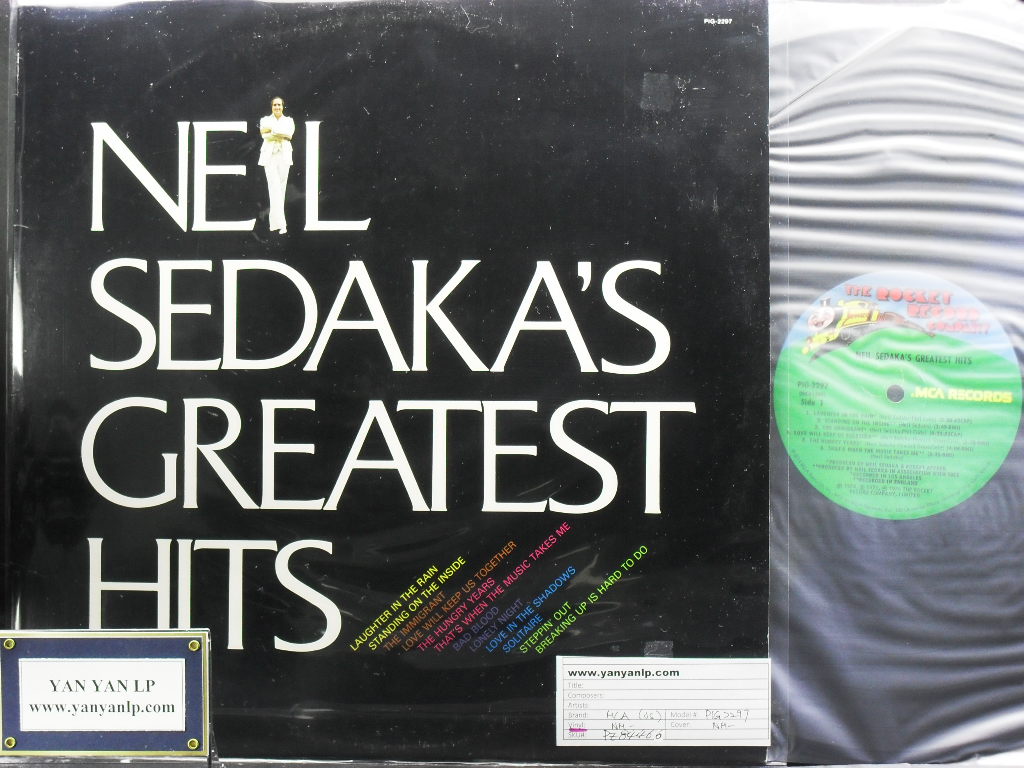 PIG-2297
NEIL
SEDAKA'S
GREATEST
HITS
LAUGHTER IN THE RAIN
STANDING ON THE INSIDE
THE IMMIGRANT
LOVE WILL KEEP US TOGETHER
THE HUNGRY YEARS
THAT'S WHEN THE MUSIC TAKES ME
BAD BLOOD
LONELY NIGHT
LOVE IN THE SHADOWS
SOLITAIRE
STEPPIN' OUT
BREAKING UP IS HARD TO DO
YAN YAN LP
www.yanyanlp.com
www.yanyanlp.com
Title:
Composers:
Artists:
Brand: MCA (US) Model #: PIG2297
Vinyl: NM- Cover: NM-
SKU#:
THE ROCKET
RECORD
COMPANY
NEIL SEDAKA'S GREATEST HITS
PIG-2297
Side 1
MCA RECORDS